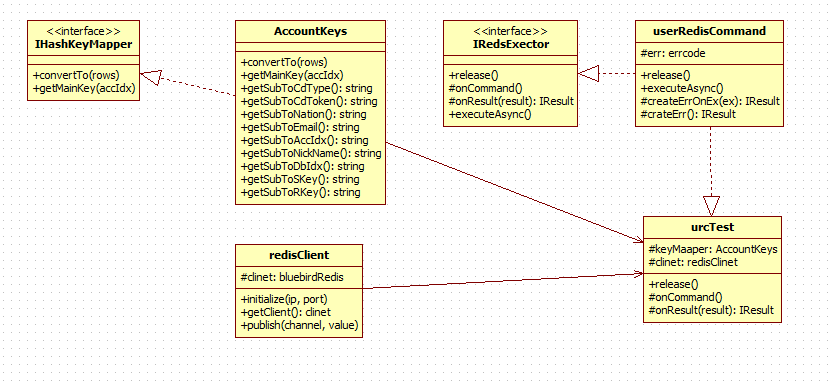 <<interface>>
IHashKeyMapper
+convertTo(rows)
+getMainKey(accIdx)
AccountKeys
+convertTo(rows)
+getMainKey(accIdx)
+getSubToCdType(): string
+getSubToCdToken(): string
+getSubToNation(): string
+getSubToEmail(): string
+getSubToAccIdx(): string
+getSubToNickName(): string
+getSubToDbIdx(): string
+getSubToSKey(): string
+getSubToRKey(): string
<<interface>>
IRedsExector
+release()
#onCommand()
#onResult(result): IResult
+executeAsync()
userRedisCommand
#err: errcode
+release()
+executeAsync()
#createErrOnEx(ex): IResult
#crateErr(): IResult
redisClient
#clinet: bluebirdRedis
+initialize(ip, port)
+getClient(): clinet
+publish(channel, value)
urcTest
#keyMaaper: AccountKeys
#clinet: redisClinet
+release()
#onCommand()
#onResult(result): IResult